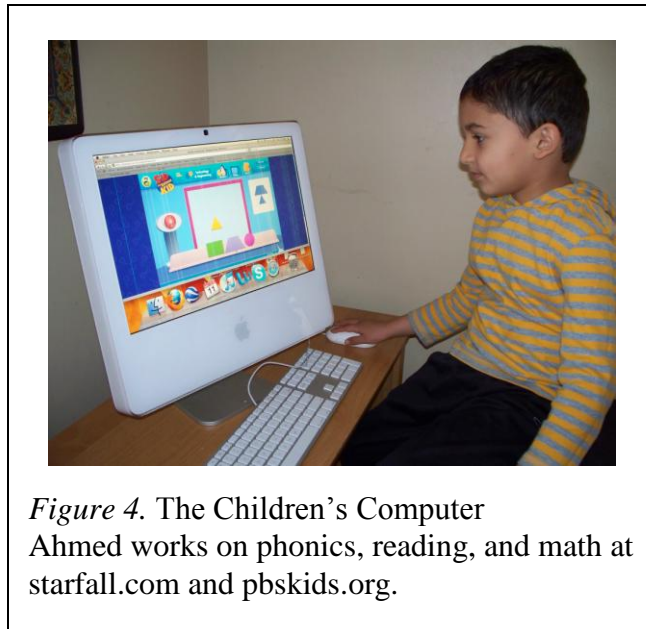 Figure 4. The Children's Computer
Ahmed works on phonics, reading, and math at
starfall.com and pbskids.org.